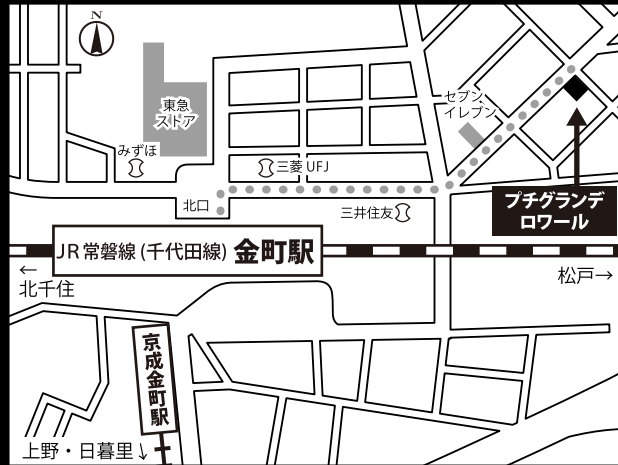 N
東急
ストア
セブン
イレブン
みずほ
三菱 UFJ
北口
三井住友
プチグランデ
ロワール
JR 常磐線 (千代田線) 金町駅
←
北千住
松戸→
京成金町駅
上野・日暮里↓